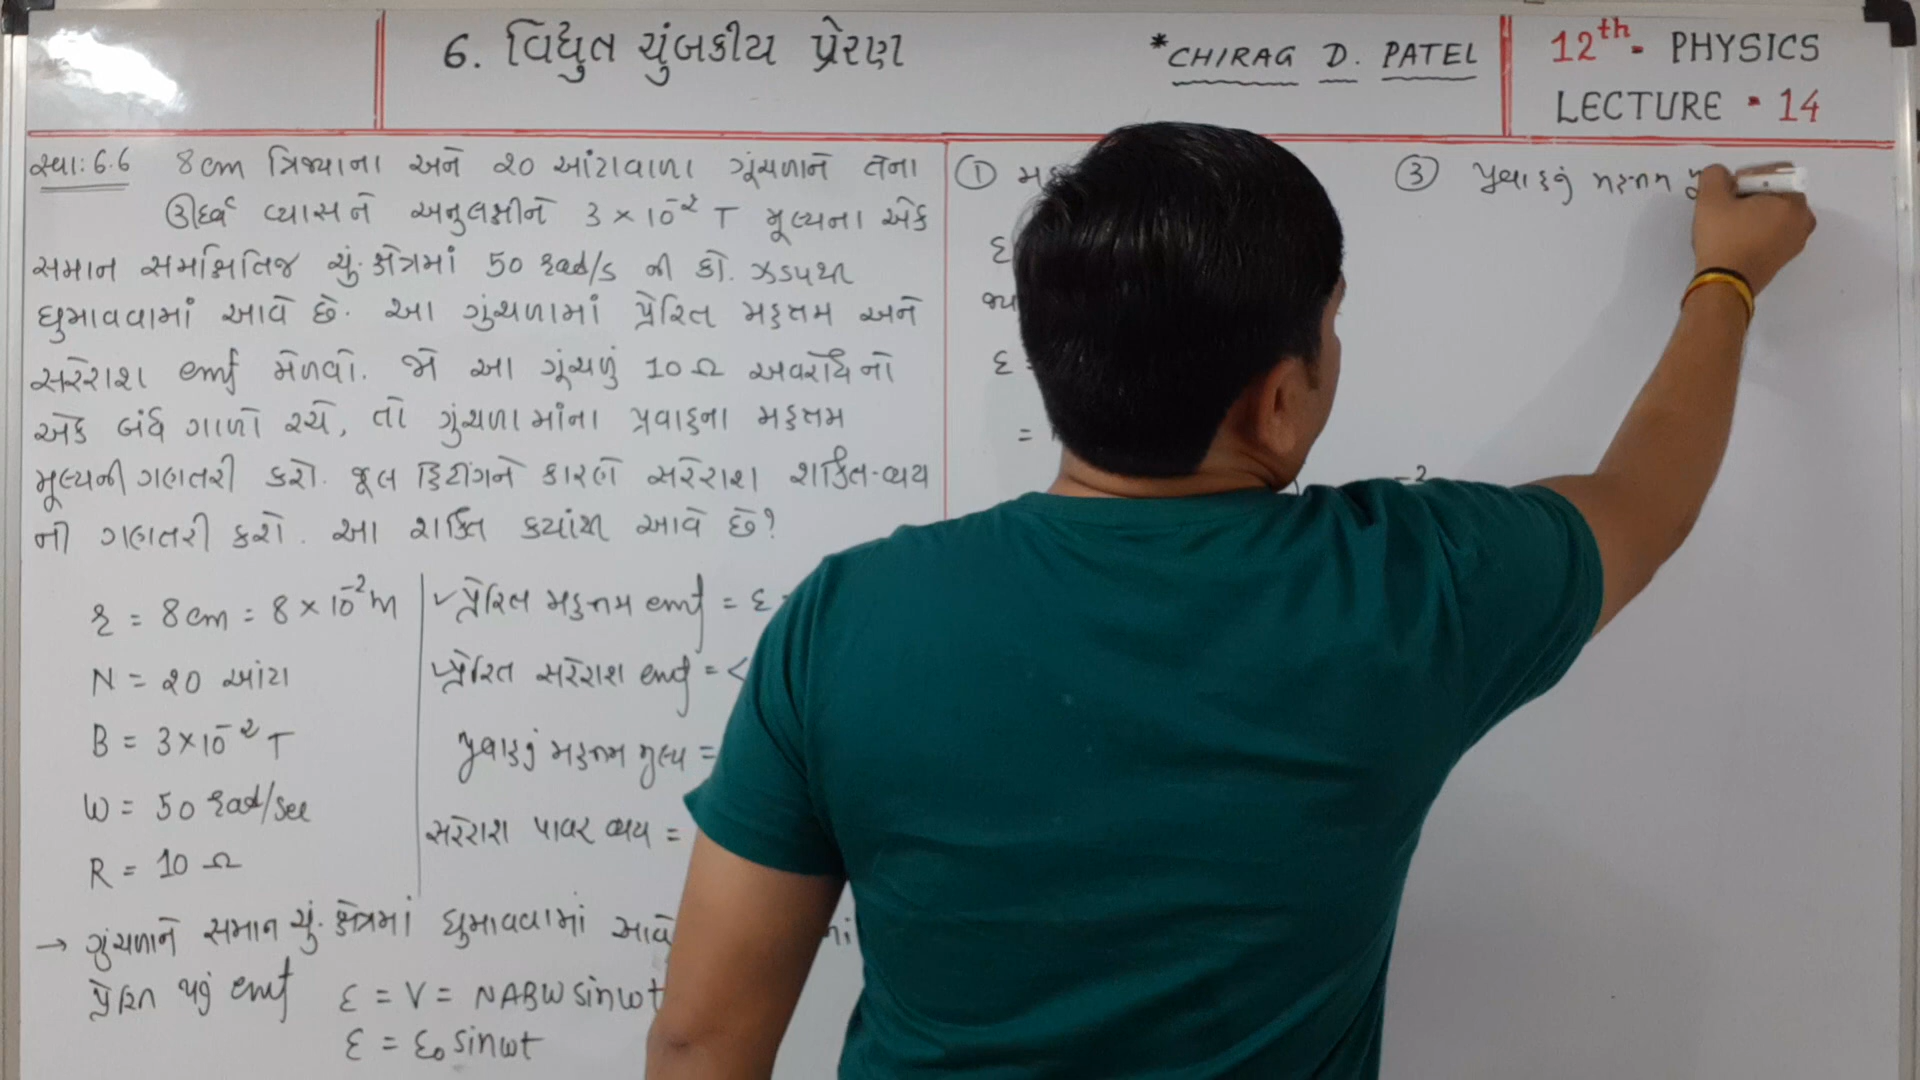 6. વિદ્યુત ચુંબકીય પ્રેરણ
*CHIRAG D. PATEL
12th - PHYSICS
LECTURE - 14
સ્વા: 6.6 8cm ત્રિજ્યાના અને ૨૦ આંટાવાળા ગૂંચળાને તેના
ઊર્ધ્વ વ્યાસને અનુલક્ષીને 3 × 10⁻² T મૂલ્યના એક
સમાન સમક્ષિતિજ ચું. ક્ષેત્રમાં 50 rad/s ની કો. ઝડપથી
ઘુમાવવામાં આવે છે. આ ગુંચળામાં પ્રેરિત મહત્તમ અને
સરેરાશ emf મેળવો. જો આ ગૂંચળું 10 Ω અવરોધનો
એક બંધ ગાળો રચે, તો ગુંચળામાંના પ્રવાહના મહત્તમ
મૂલ્યની ગણતરી કરો. જૂલ હિટીંગને કારણે સરેરાશ શક્તિ-વ્યય
ની ગણતરી કરો. આ શક્તિ ક્યાંથી આવે છે?
r = 8cm = 8 × 10⁻² m
N = ૨૦ આંટા
B = 3×10⁻² T
W = 50 rad/sec
R = 10 Ω
✓પ્રેરિત મહત્તમ emf = ε
✓પ્રેરિત સરેરાશ emf = <
પ્રવાહનું મહત્તમ મુલ્ય =
સરેરાશ પાવર વ્યય =
→ ગુંચળાને સમાન ચું. ક્ષેત્રમાં ઘુમાવવામાં આવે
પ્રેરિત થતું emf ε = V = NABW sinωt
ε = ε₀ sinωt
①
ε
ε =
=
⁻²
③ પ્રવાહનું મહત્તમ